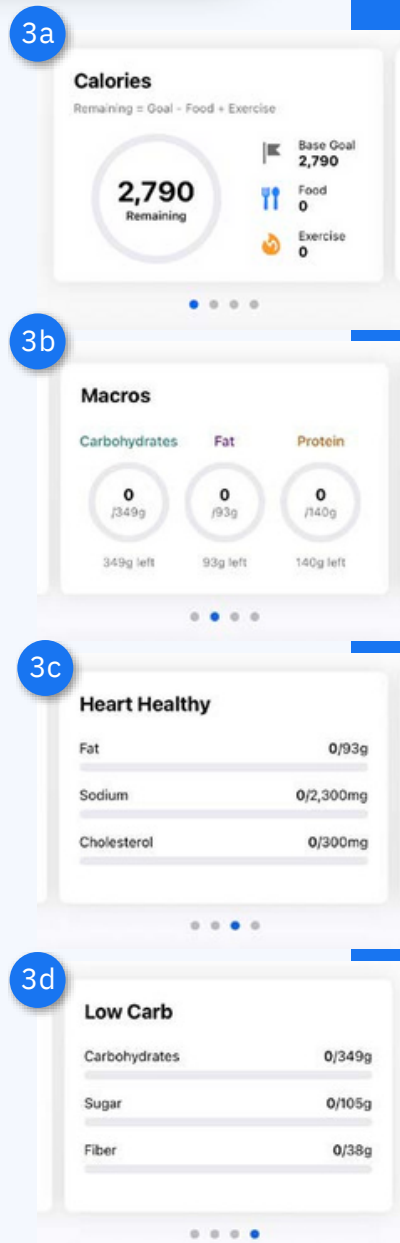 3a
Calories
Remaining = Goal - Food + Exercise
2,790
Remaining
Base Goal
2,790
Food
0
Exercise
0
3b
Macros
Carbohydrates Fat Protein
0 0 0
/349g /93g /140g
349g left 93g left 140g left
3c
Heart Healthy
Fat 0/93g
Sodium 0/2,300mg
Cholesterol 0/300mg
3d
Low Carb
Carbohydrates 0/349g
Sugar 0/105g
Fiber 0/38g